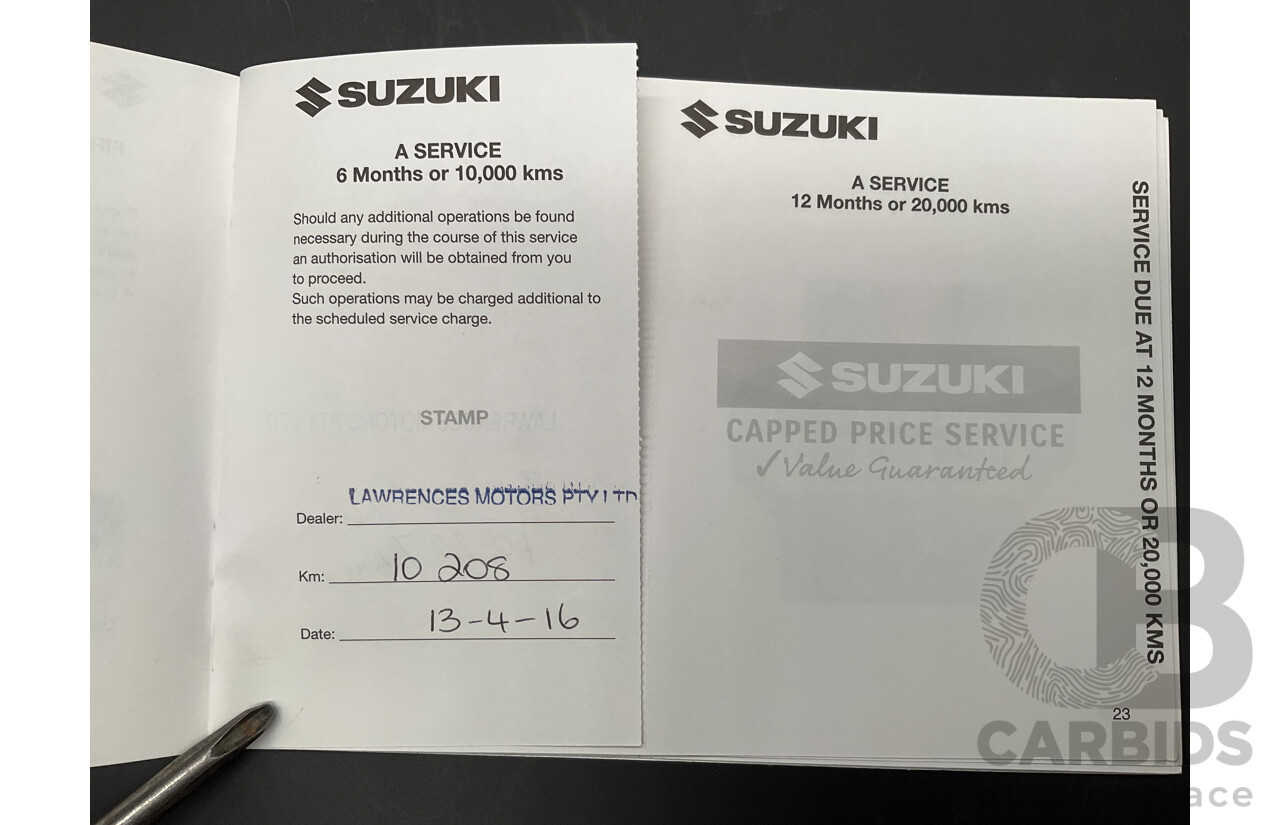 SUZUKI
A SERVICE
6 Months or 10,000 kms
Should any additional operations be found
necessary during the course of this service
an authorisation will be obtained from you
to proceed.
Such operations may be charged additional to
the scheduled service charge.
STAMP
LAWRENCES MOTORS PTY LTD
Dealer:
Km: 10 208
Date: 13-4-16
SUZUKI
A SERVICE
12 Months or 20,000 kms
SUZUKI
CAPPED PRICE SERVICE
✓Value Guaranteed
SERVICE DUE AT 12 MONTHS OR 20,000 KMS
23
CB
CARBIDS